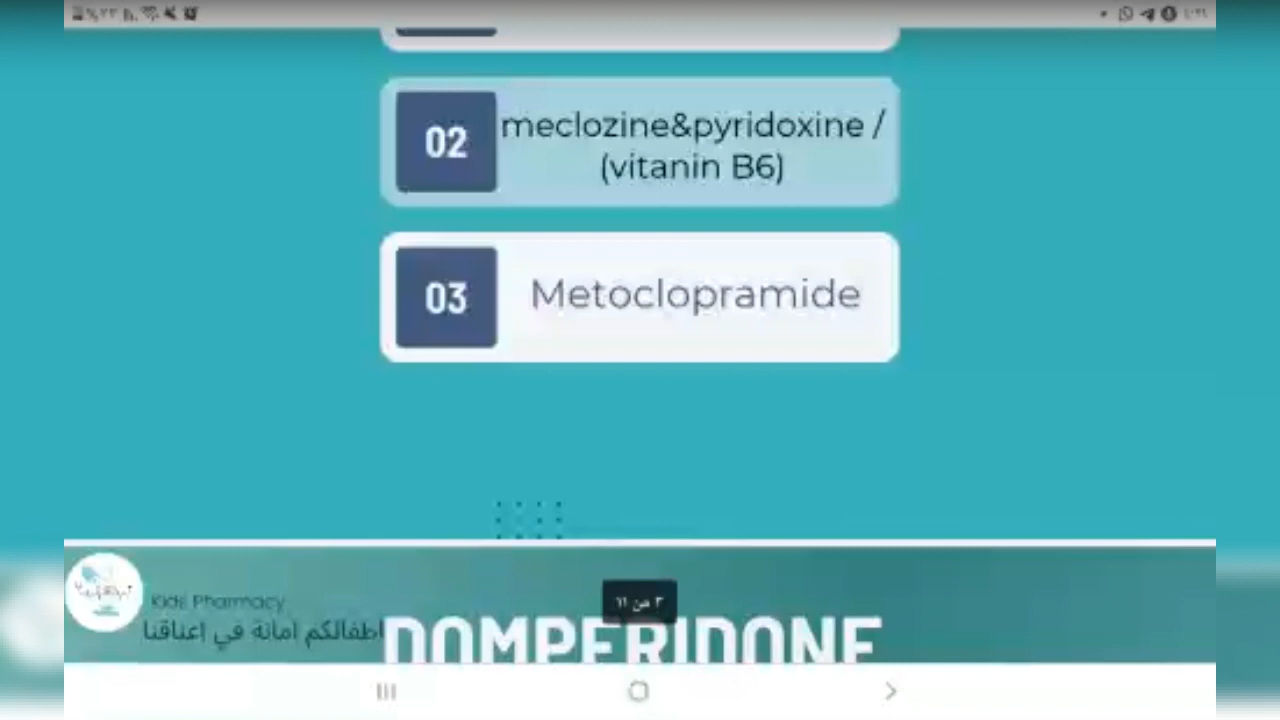 02
meclozine&pyridoxine /
(vitanin B6)
03
Metoclopramide
Kids Pharmacy
اطفالكم امانة في اعناقنا
٣ من ١١
DOMPERIDONE